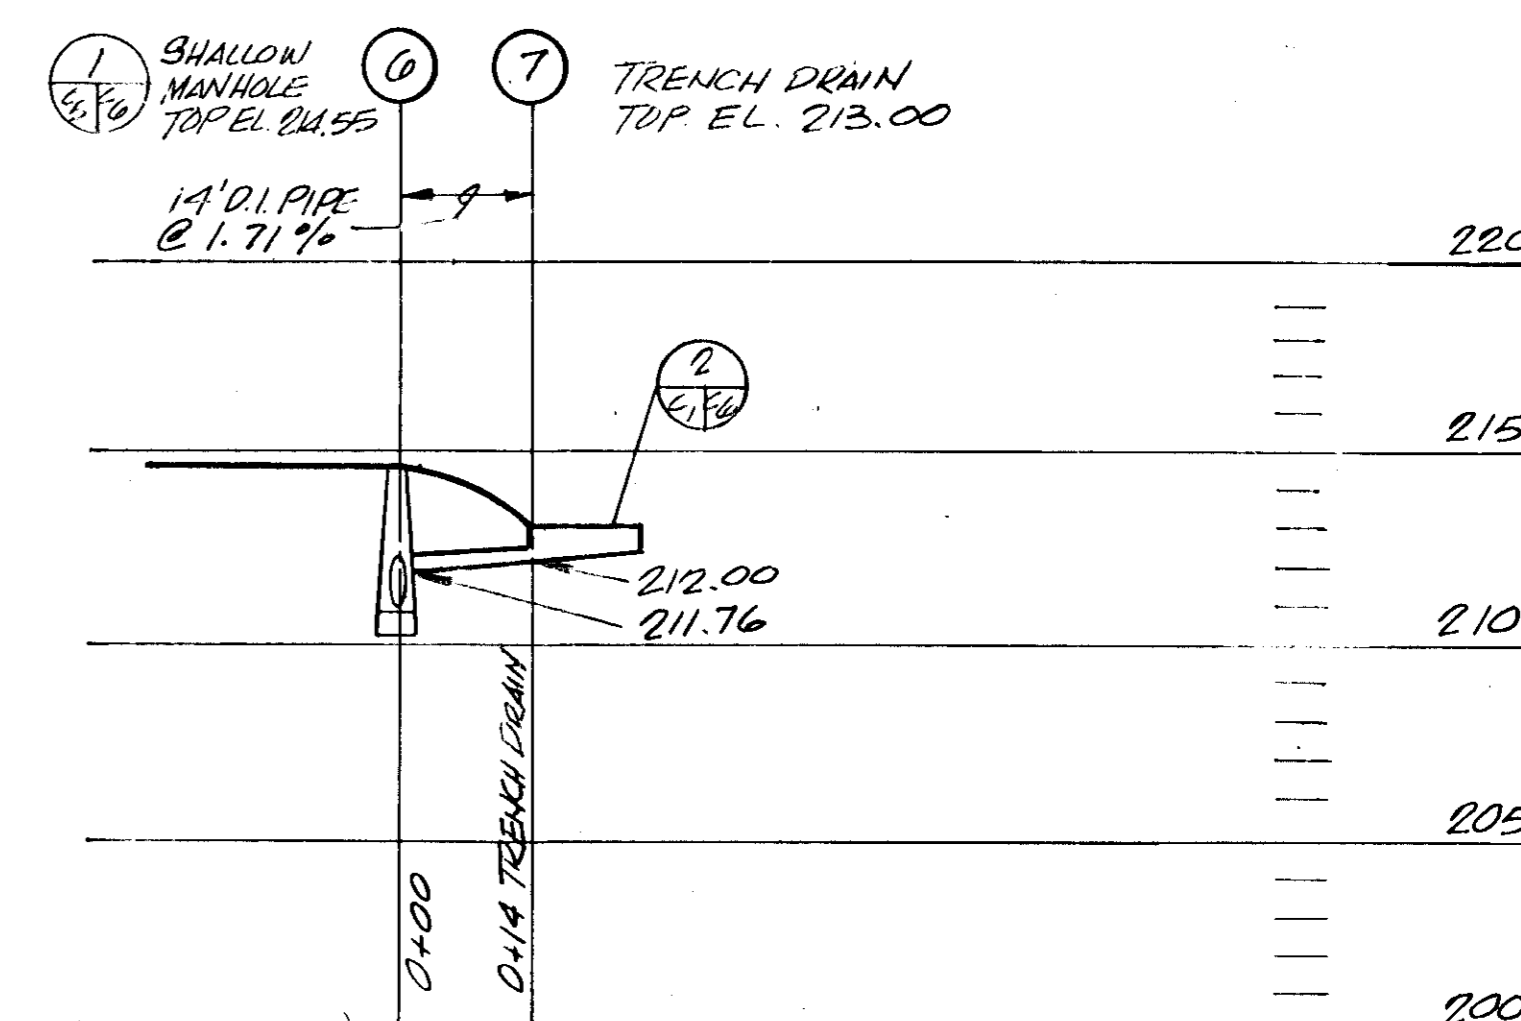 1
SHALLOW
MANHOLE
TOP EL. 214.55
6
7
TRENCH DRAIN
TOP. EL. 213.00
14' D.I. PIPE
@ 1.71 %
220
2
215
212.00
211.76
210
205
200
0+00
0+14 TRENCH DRAIN